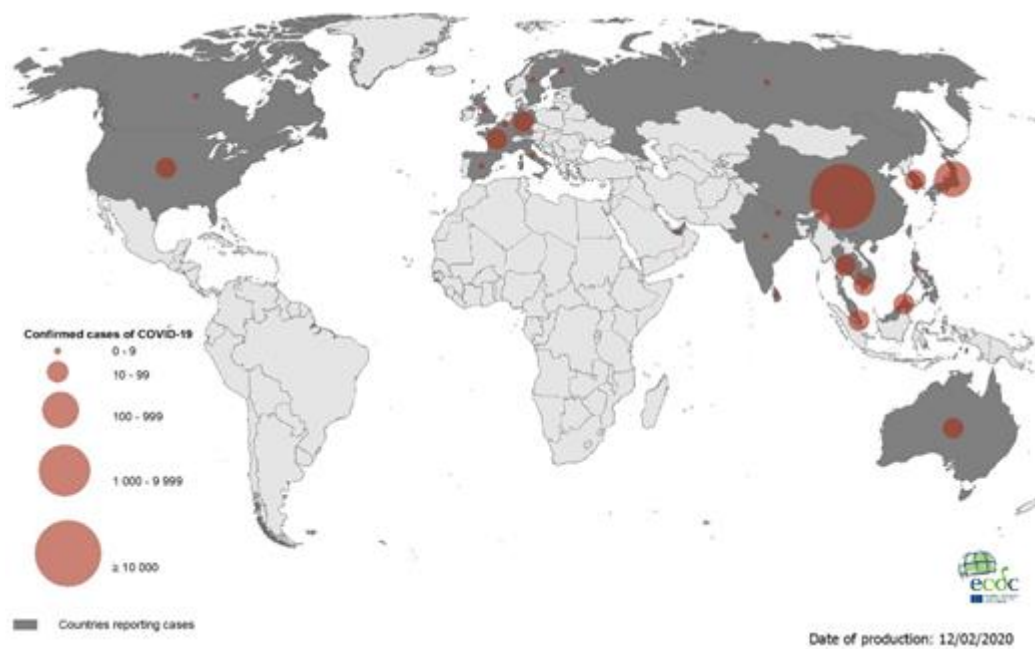 Confirmed cases of COVID-19
0 - 9
10 - 99
100 - 999
1 000 - 9 999
≥ 10 000
Countries reporting cases
ecdc
Date of production: 12/02/2020